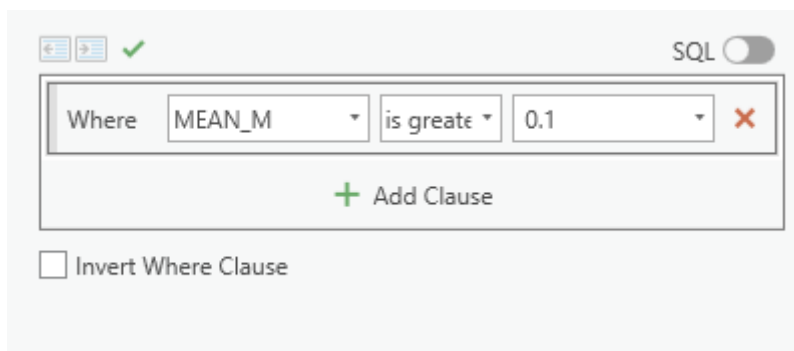 SQL
Where MEAN_M is greate 0.1
Add Clause
Invert Where Clause